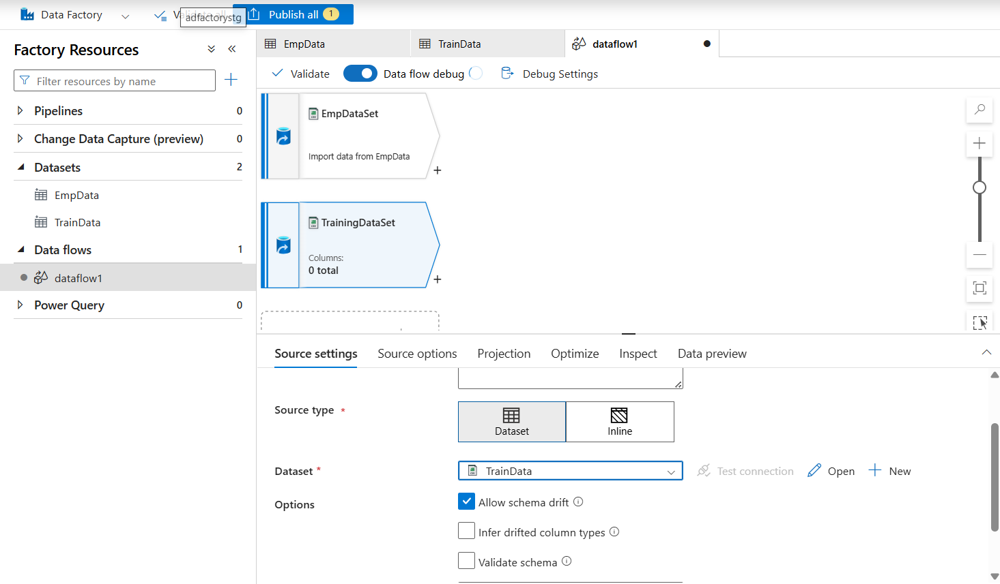 Data Factory
Validate all
adfactorystg
Publish all 1
Factory Resources
Filter resources by name
Pipelines 0
Change Data Capture (preview) 0
Datasets 2
EmpData
TrainData
Data flows 1
dataflow1
Power Query 0
EmpData
TrainData
dataflow1
Validate
Data flow debug
Debug Settings
EmpDataSet
Import data from EmpData
TrainingDataSet
Columns:
0 total
Source settings
Source options
Projection
Optimize
Inspect
Data preview
Source type *
Dataset
Inline
Dataset *
TrainData
Test connection
Open
New
Options
Allow schema drift
Infer drifted column types
Validate schema